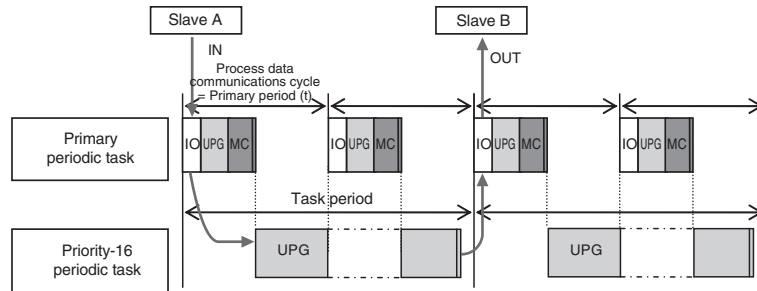 Slave A
Slave B
IN
OUT
Process data
communications cycle
= Primary period (t)
Primary
periodic task
IO UPG MC
IO UPG MC
IO UPG MC
IO UPG MC
Task period
Priority-16
periodic task
UPG
UPG